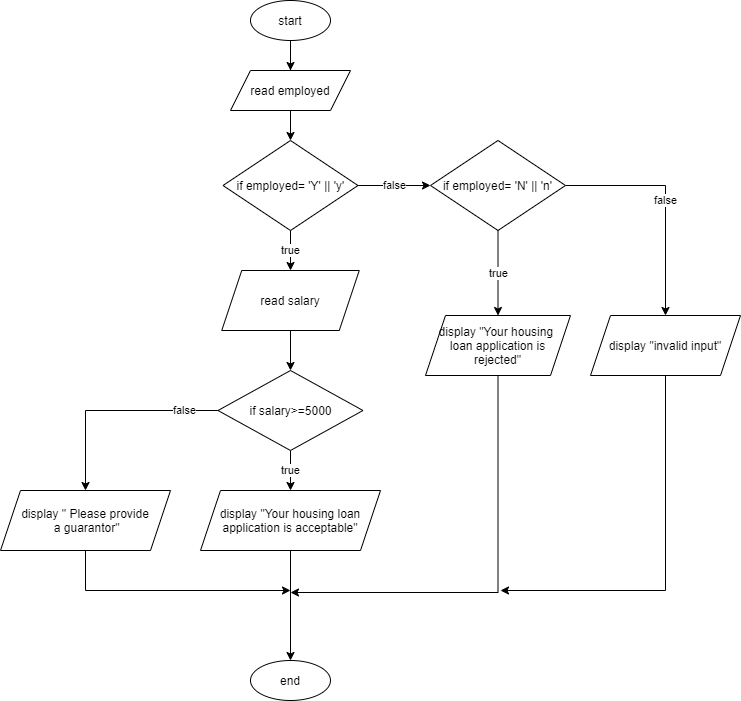 start
read employed
if employed= 'Y' || 'y'
false
if employed= 'N' || 'n'
false
true
read salary
true
display "Your housing
loan application is
rejected"
display "invalid input"
if salary>=5000
false
true
display " Please provide
a guarantor"
display "Your housing loan
application is acceptable"
end